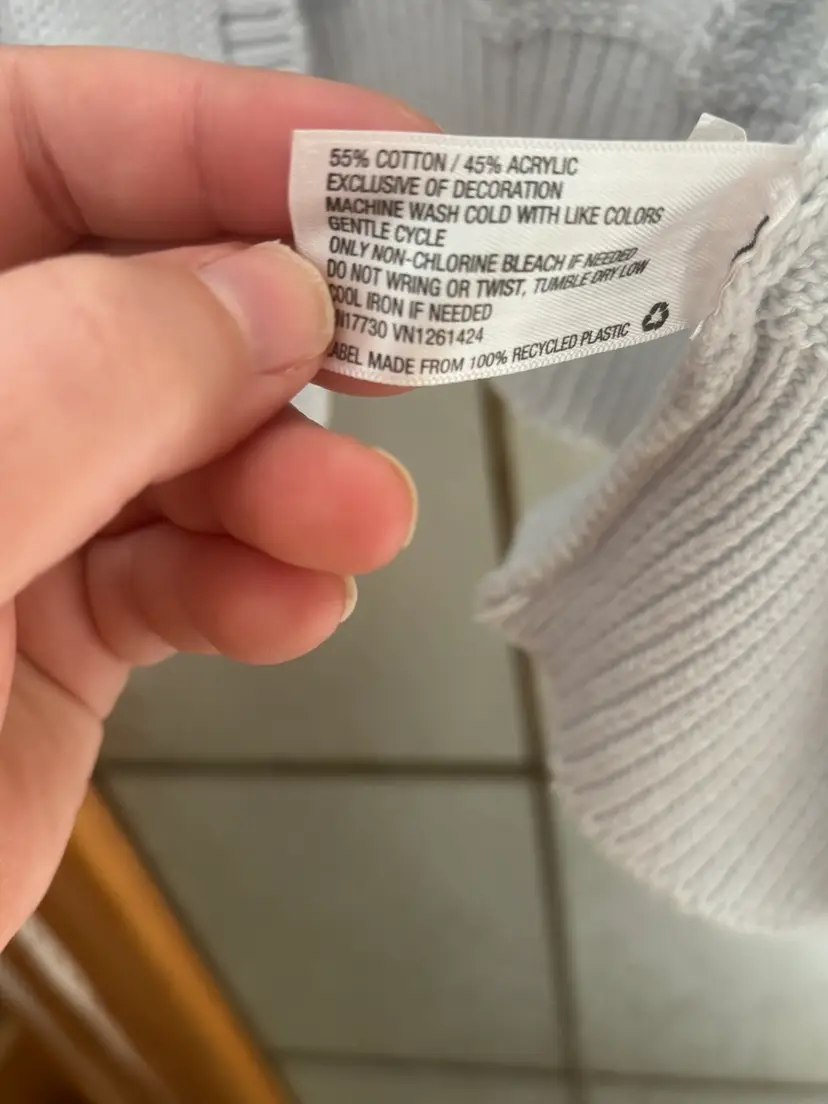 55% COTTON / 45% ACRYLIC
EXCLUSIVE OF DECORATION
MACHINE WASH COLD WITH LIKE COLORS
GENTLE CYCLE
ONLY NON-CHLORINE BLEACH IF NEEDED
DO NOT WRING OR TWIST, TUMBLE DRY LOW
COOL IRON IF NEEDED
N17730 VN1261424
ABEL MADE FROM 100% RECYCLED PLASTIC